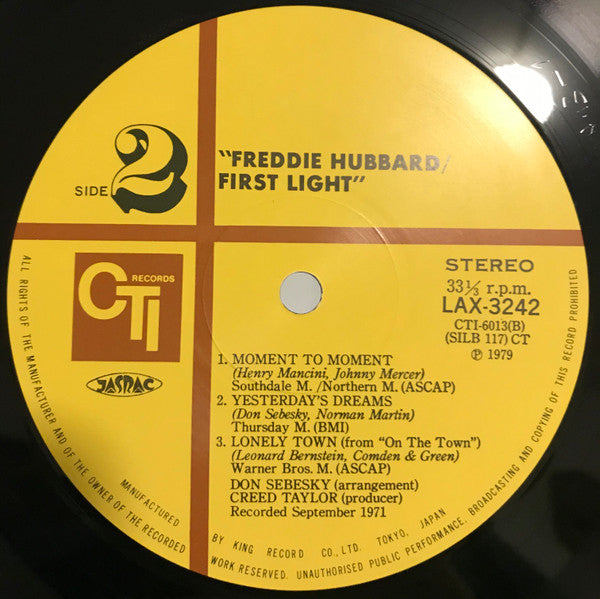 SIDE 2
"FREDDIE HUBBARD/
FIRST LIGHT"
CTI RECORDS
JASRAC
STEREO
33⅓ r.p.m.
LAX-3242
CTI-6013(B)
(SILB 117) CT
Ⓟ 1979
1. MOMENT TO MOMENT
(Henry Mancini, Johnny Mercer)
Southdale M. /Northern M. (ASCAP)
2. YESTERDAY'S DREAMS
(Don Sebesky, Norman Martin)
Thursday M. (BMI)
3. LONELY TOWN (from "On The Town")
(Leonard Bernstein, Comden & Green)
Warner Bros. M. (ASCAP)
DON SEBESKY (arrangement)
CREED TAYLOR (producer)
Recorded September 1971
MANUFACTURED BY KING RECORD CO., LTD. TOKYO, JAPAN
ALL RIGHTS OF THE MANUFACTURER AND OF THE OWNER OF THE RECORDED WORK RESERVED. UNAUTHORISED PUBLIC PERFORMANCE, BROADCASTING AND COPYING OF THIS RECORD PROHIBITED